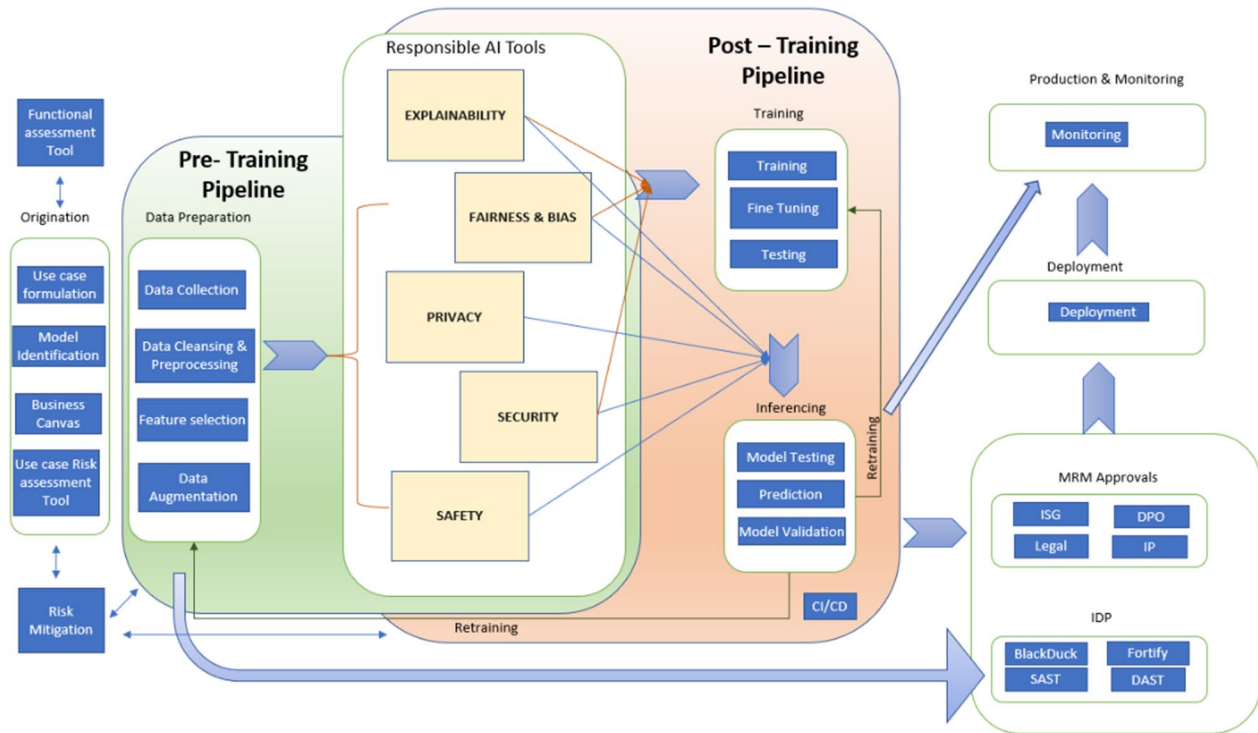 Functional
assessment
Tool
Origination
Use case
formulation
Model
Identification
Business
Canvas
Use case Risk
assessment
Tool
Risk
Mitigation
Pre- Training
Pipeline
Data Preparation
Data Collection
Data Cleansing &
Preprocessing
Feature selection
Data
Augmentation
Responsible AI Tools
EXPLAINABILITY
FAIRNESS & BIAS
PRIVACY
SECURITY
SAFETY
Post – Training
Pipeline
Training
Training
Fine Tuning
Testing
Inferencing
Model Testing
Prediction
Model Validation
Retraining
Retraining
CI/CD
Production & Monitoring
Monitoring
Deployment
Deployment
MRM Approvals
ISG
DPO
Legal
IP
IDP
BlackDuck
Fortify
SAST
DAST